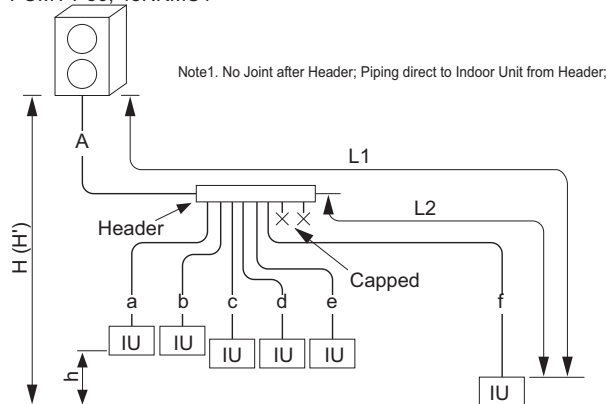 Note1. No Joint after Header; Piping direct to Indoor Unit from Header;
A
L1
H (H')
Header
L2
Capped
a
b
c
d
e
f
IU
IU
IU
IU
IU
h
IU